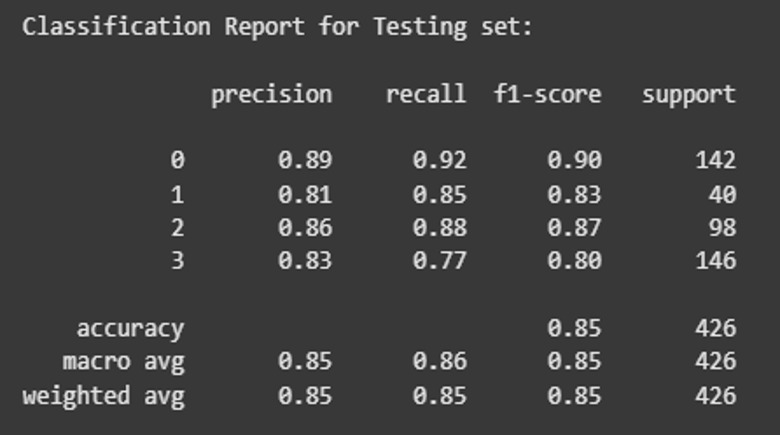 Classification Report for Testing set:
precision recall f1-score support
0 0.89 0.92 0.90 142
1 0.81 0.85 0.83 40
2 0.86 0.88 0.87 98
3 0.83 0.77 0.80 146
accuracy 0.85 426
macro avg 0.85 0.86 0.85 426
weighted avg 0.85 0.85 0.85 426